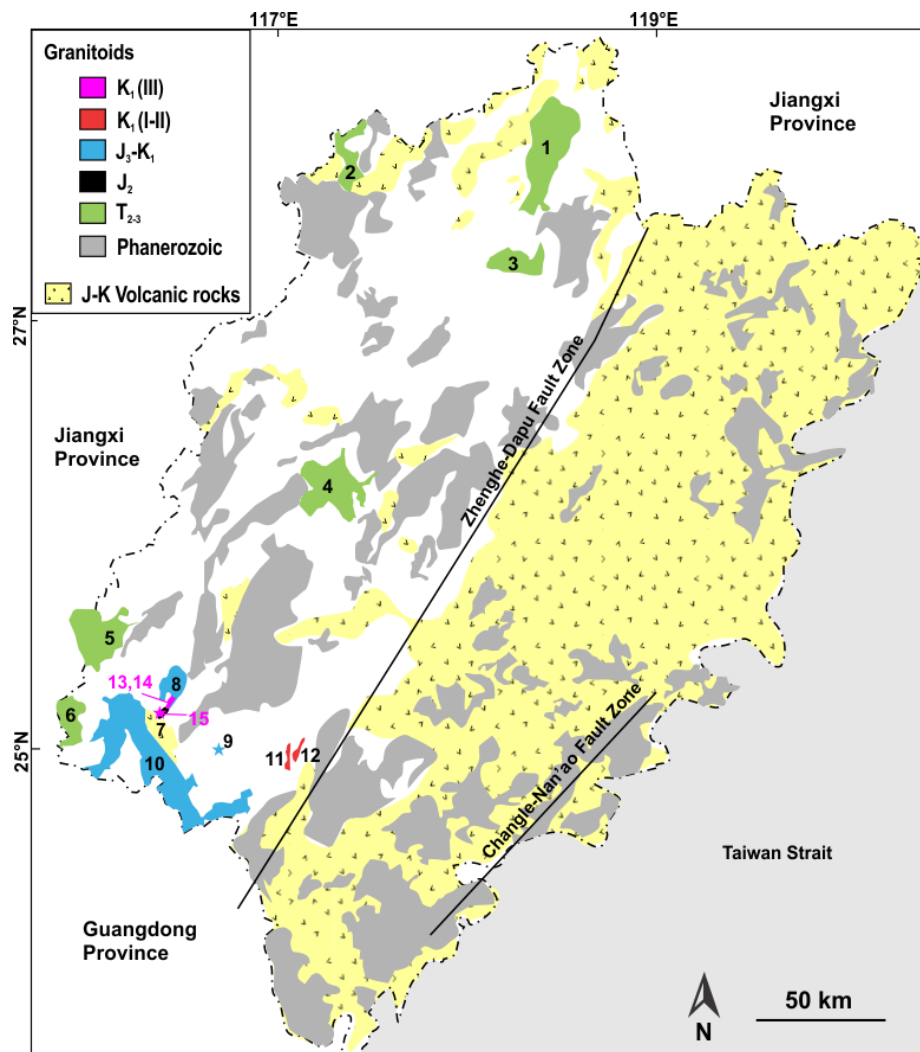 117°E
119°E
Granitoids
K₁ (III)
K₁ (I-II)
J₃-K₁
J₂
T₂₋₃
Phanerozoic
J-K Volcanic rocks
Jiangxi
Province
1
2
3
27°N
Zhenghe-Dapu Fault Zone
Jiangxi
Province
4
5
13,14
8
6
15
7
9
25°N
10
11
12
Changle-Nan'ao Fault Zone
Taiwan Strait
Guangdong
Province
N
50 km